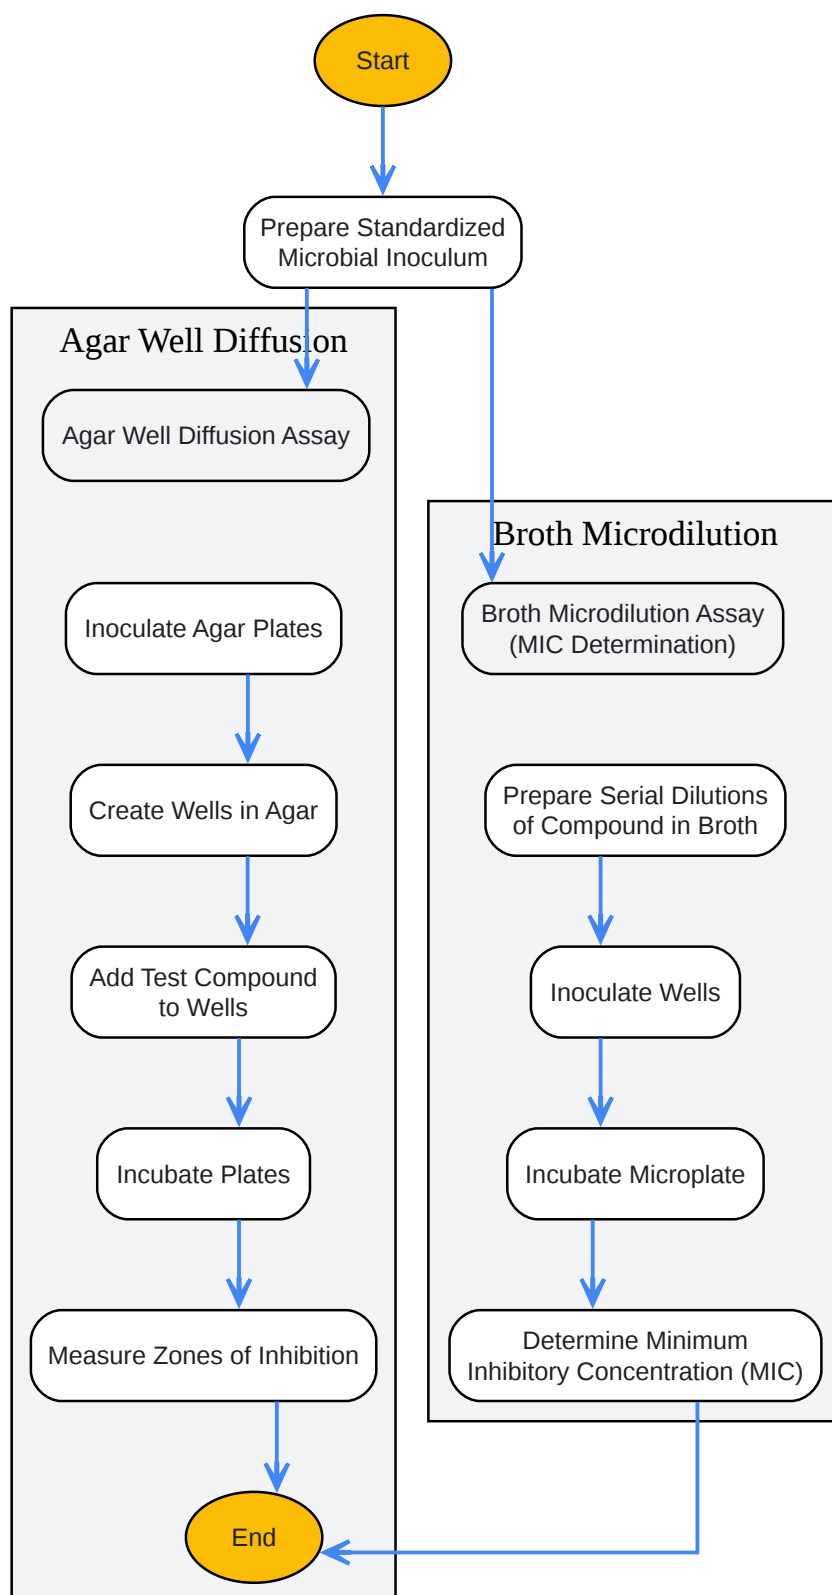 Start
Prepare Standardized
Microbial Inoculum
Agar Well Diffusion
Agar Well Diffusion Assay
Inoculate Agar Plates
Create Wells in Agar
Add Test Compound
to Wells
Incubate Plates
Measure Zones of Inhibition
Broth Microdilution
Broth Microdilution Assay
(MIC Determination)
Prepare Serial Dilutions
of Compound in Broth
Inoculate Wells
Incubate Microplate
Determine Minimum
Inhibitory Concentration (MIC)
End